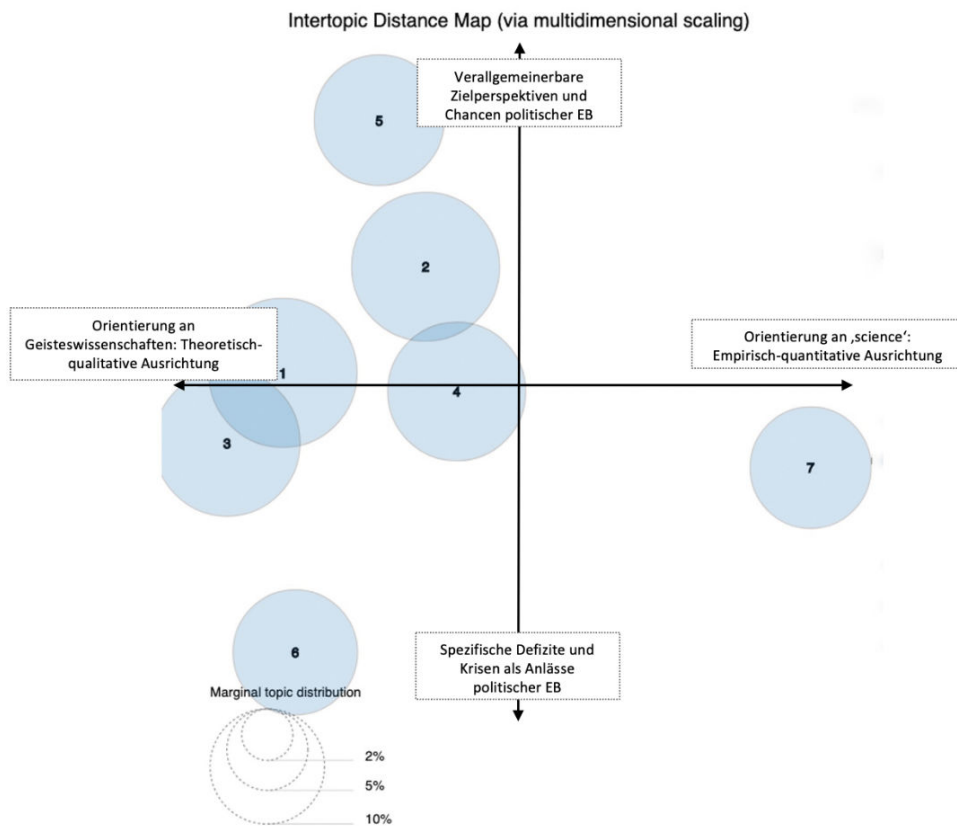 Intertopic Distance Map (via multidimensional scaling)
Verallgemeinerbare
Zielperspektiven und
Chancen politischer EB
5
2
Orientierung an
Geisteswissenschaften: Theoretisch-
qualitative Ausrichtung
Orientierung an ‚science‘:
Empirisch-quantitative Ausrichtung
1
4
3
7
Spezifische Defizite und
Krisen als Anlässe
politischer EB
6
Marginal topic distribution
2%
5%
10%